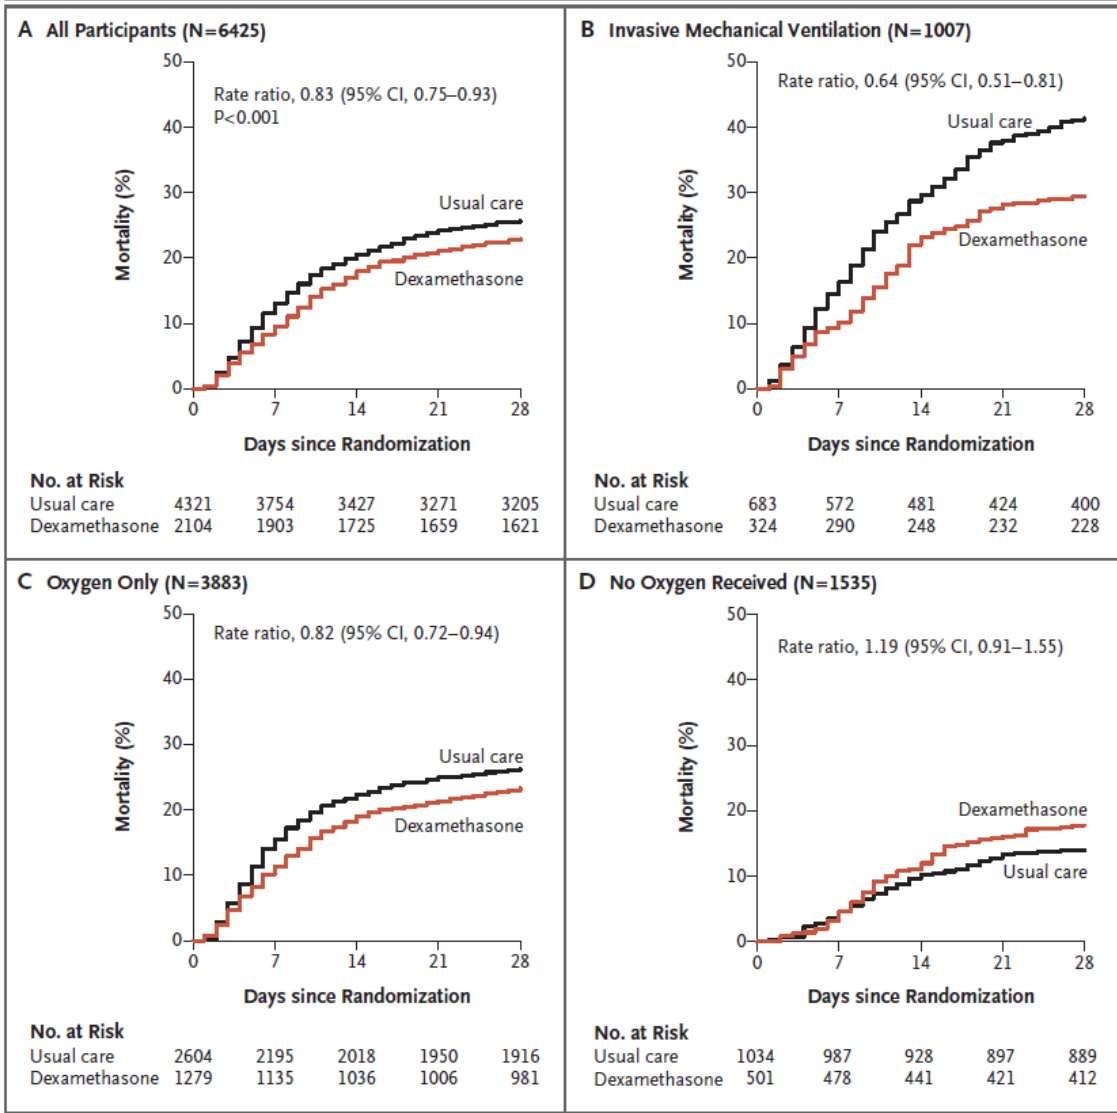 A All Participants (N=6425)
50
40
30
20
10
0
Mortality (%)
Rate ratio, 0.83 (95% CI, 0.75–0.93)
P<0.001
Usual care
Dexamethasone
0 7 14 21 28
Days since Randomization
No. at Risk
Usual care 4321 3754 3427 3271 3205
Dexamethasone 2104 1903 1725 1659 1621
B Invasive Mechanical Ventilation (N=1007)
50
40
30
20
10
0
Mortality (%)
Rate ratio, 0.64 (95% CI, 0.51–0.81)
Usual care
Dexamethasone
0 7 14 21 28
Days since Randomization
No. at Risk
Usual care 683 572 481 424 400
Dexamethasone 324 290 248 232 228
C Oxygen Only (N=3883)
50
40
30
20
10
0
Mortality (%)
Rate ratio, 0.82 (95% CI, 0.72–0.94)
Usual care
Dexamethasone
0 7 14 21 28
Days since Randomization
No. at Risk
Usual care 2604 2195 2018 1950 1916
Dexamethasone 1279 1135 1036 1006 981
D No Oxygen Received (N=1535)
50
40
30
20
10
0
Mortality (%)
Rate ratio, 1.19 (95% CI, 0.91–1.55)
Dexamethasone
Usual care
0 7 14 21 28
Days since Randomization
No. at Risk
Usual care 1034 987 928 897 889
Dexamethasone 501 478 441 421 412